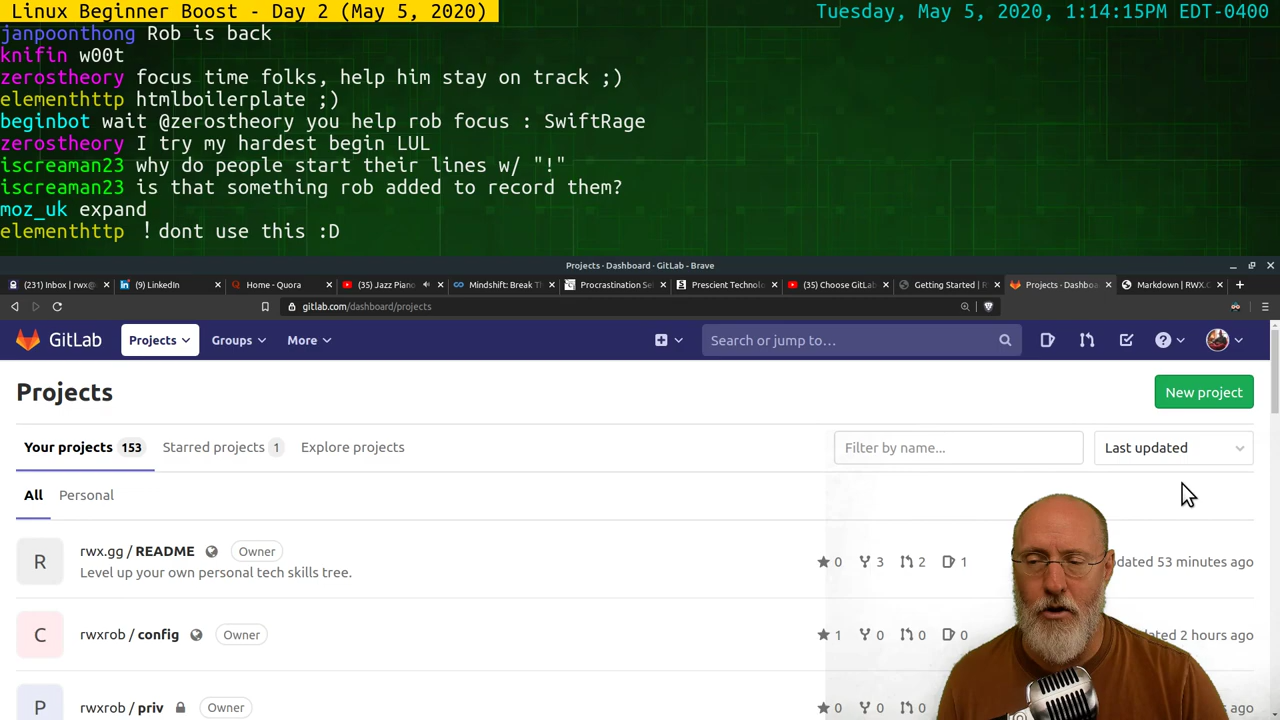 Linux Beginner Boost - Day 2 (May 5, 2020)
Tuesday, May 5, 2020, 1:14:15PM EDT-0400
janpoonthong Rob is back
knifin w00t
zerostheory focus time folks, help him stay on track ;)
elementhttp htmlboilerplate ;)
beginbot wait @zerostheory you help rob focus : SwiftRage
zerostheory I try my hardest begin LUL
iscreaman23 why do people start their lines w/ "!"
iscreaman23 is that something rob added to record them?
moz_uk expand
elementhttp ! dont use this :D
Projects · Dashboard · GitLab - Brave
(231) Inbox | rwx@
(9) LinkedIn
Home - Quora
(35) Jazz Piano
Mindshift: Break T
Procrastination Se
Prescient Technolo
(35) Choose GitLab
Getting Started | R
Projects · Dashboa
Markdown | RWX.G
gitlab.com/dashboard/projects
GitLab
Projects
Groups
More
Search or jump to...
Projects
New project
Your projects 153
Starred projects 1
Explore projects
Filter by name...
Last updated
All
Personal
R
rwx.gg / README
Owner
0 3 2 1
dated 53 minutes ago
Level up your own personal tech skills tree.
C
rwxrob / config
Owner
1 0 0 0
dated 2 hours ago
P
rwxrob / priv
Owner
0 0 0 0
ago